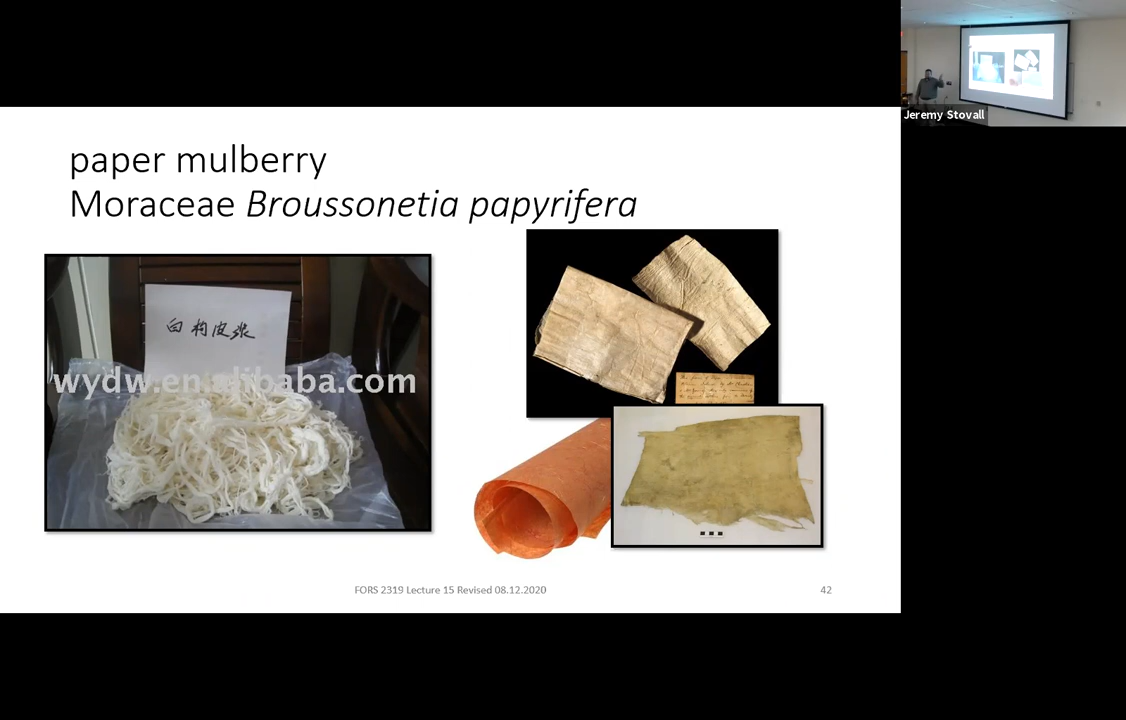 paper mulberry
Moraceae Broussonetia papyrifera
白构皮浆
wydw.en.alibaba.com
FORS 2319 Lecture 15 Revised 08.12.2020
42
Jeremy Stovall